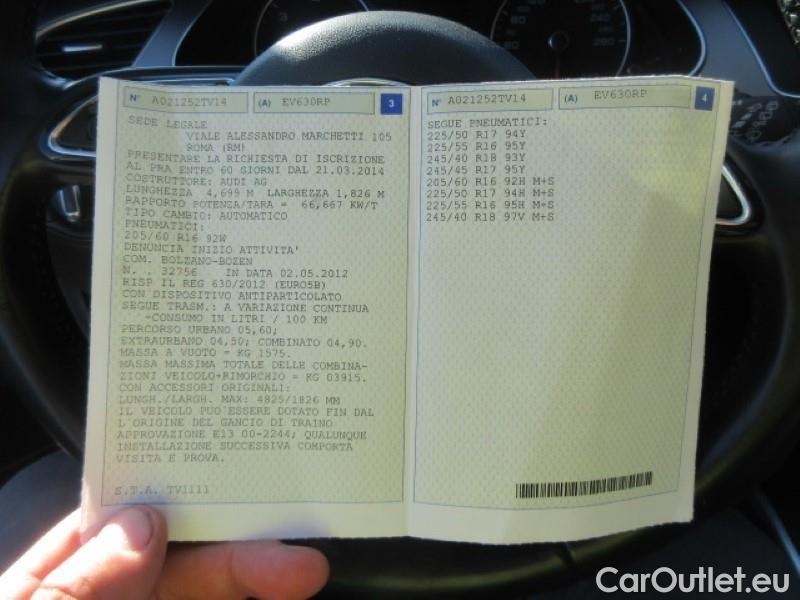 N° A021252TV14 (A) EV630RP 3
SEDE LEGALE
VIALE ALESSANDRO MARCHETTI 105
ROMA (RM)
PRESENTARE LA RICHIESTA DI ISCRIZIONE
AL PRA ENTRO 60 GIORNI DAL 21.03.2014
COSTRUTTORE: AUDI AG
LUNGHEZZA 4,699 M LARGHEZZA 1,826 M
RAPPORTO POTENZA/TARA = 66,667 KW/T
TIPO CAMBIO: AUTOMATICO
PNEUMATICI:
205/60 R16 92W
DENUNCIA INIZIO ATTIVITA'
COM. BOLZANO-BOZEN
N. . 32756 IN DATA 02.05.2012
RISP IL REG 630/2012 (EURO5B)
CON DISPOSITIVO ANTIPARTICOLATO
SEGUE TRASM.: A VARIAZIONE CONTINUA
-CONSUMO IN LITRI / 100 KM
PERCORSO URBANO 05,60;
EXTRAURBANO 04,50; COMBINATO 04,90.
MASSA A VUOTO = KG 1575.
MASSA MASSIMA TOTALE DELLE COMBINA-
ZIONI VEICOLO+RIMORCHIO = KG 03915.
CON ACCESSORI ORIGINALI:
LUNGH./LARGH. MAX: 4825/1826 MM
IL VEICOLO PUO'ESSERE DOTATO FIN DAL
L'ORIGINE DEL GANCIO DI TRAINO
APPROVAZIONE E13 00-2244; QUALUNQUE
INSTALLAZIONE SUCCESSIVA COMPORTA
VISITA E PROVA.
S.T.A. TV1111
N° A021252TV14 (A) EV630RP 4
SEGUE PNEUMATICI:
225/50 R17 94Y
225/55 R16 95Y
245/40 R18 93Y
245/45 R17 95Y
205/60 R16 92H M+S
225/50 R17 94H M+S
225/55 R16 95H M+S
245/40 R18 97V M+S
CarOutlet.eu